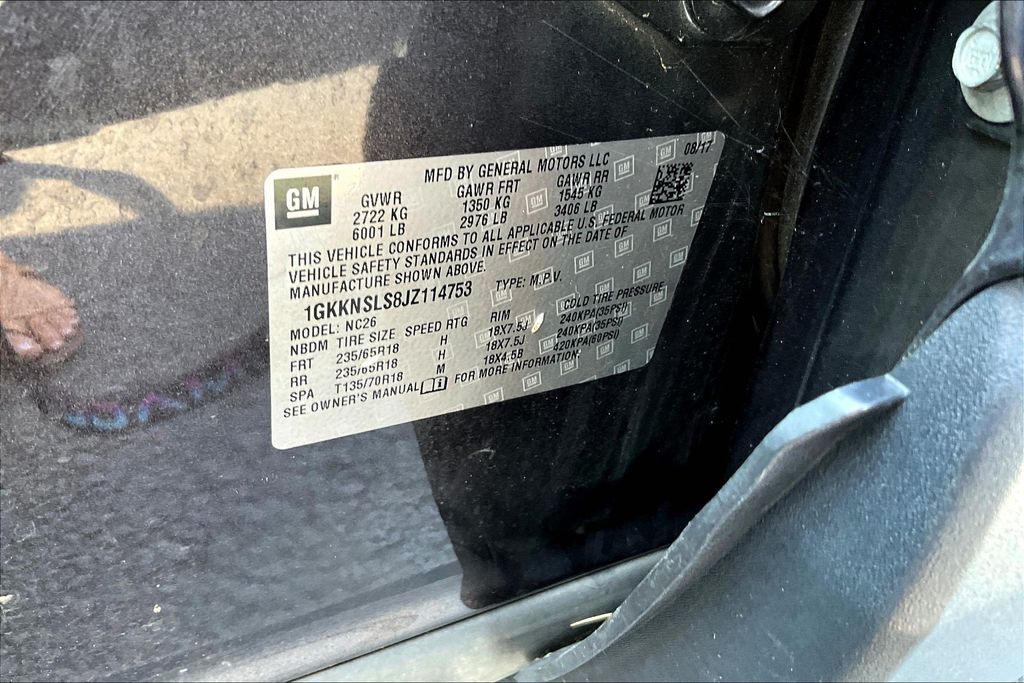 GM
MFD BY GENERAL MOTORS LLC 08/17
GVWR GAWR FRT GAWR RR
2722 KG 1350 KG 1545 KG
6001 LB 2976 LB 3406 LB
THIS VEHICLE CONFORMS TO ALL APPLICABLE U.S. FEDERAL MOTOR
VEHICLE SAFETY STANDARDS IN EFFECT ON THE DATE OF
MANUFACTURE SHOWN ABOVE.
1GKKNSLS8JZ114753 TYPE: M.P.V.
MODEL: NC26
NBDM TIRE SIZE SPEED RTG RIM COLD TIRE PRESSURE
FRT 235/65R18 H 18X7.5J 240KPA(35PSI)
RR 235/65R18 H 18X7.5J 240KPA(35PSI)
SPA T135/70R18 M 18X4.5B 420KPA(60PSI)
SEE OWNER'S MANUAL FOR MORE INFORMATION